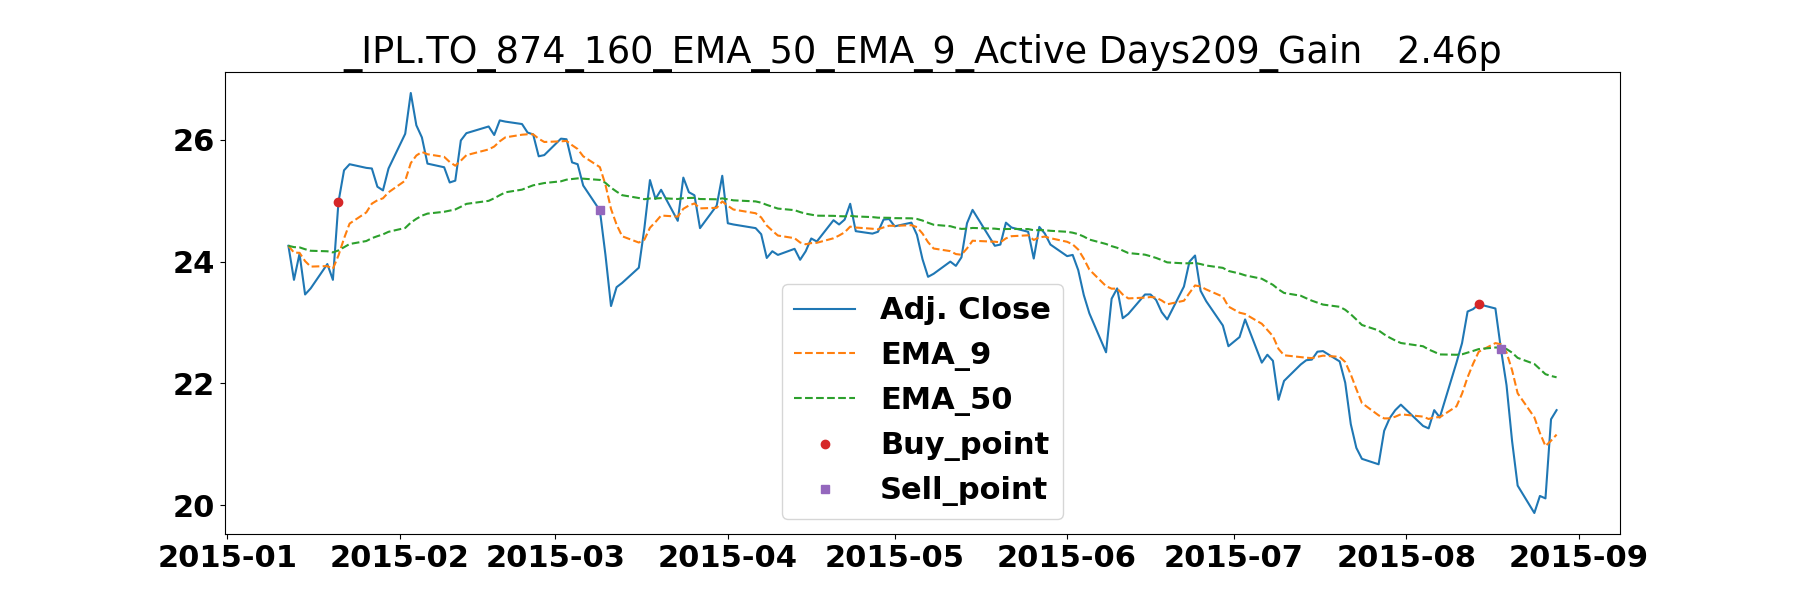 _IPL.TO_874_160_EMA_50_EMA_9_Active Days209_Gain   2.46p
26
24
22
20
Adj. Close
EMA_9
EMA_50
Buy_point
Sell_point
2015-01 2015-02 2015-03 2015-04 2015-05 2015-06 2015-07 2015-08 2015-09